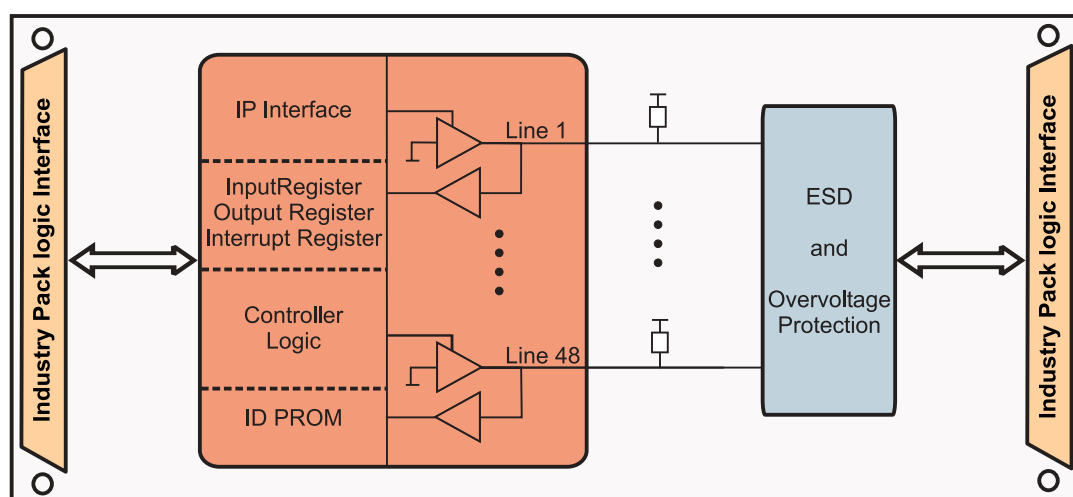 Industry Pack logic Interface
IP Interface
InputRegister
Output Register
Interrupt Register
Controller
Logic
ID PROM
Line 1
Line 48
ESD
and
Overvoltage
Protection
Industry Pack logic Interface